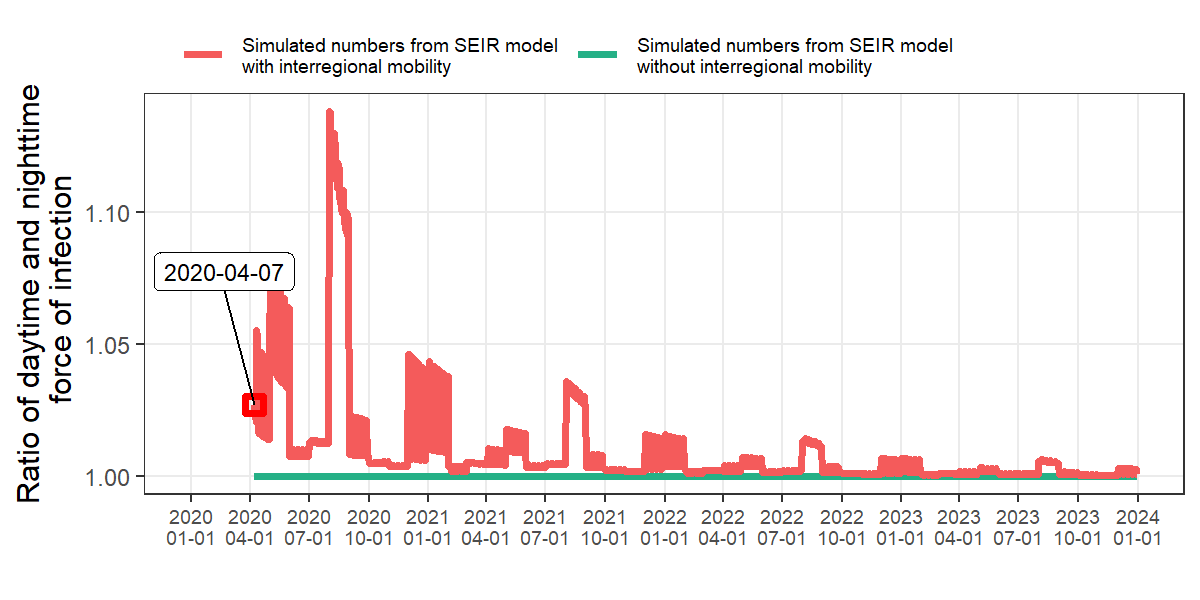 Simulated numbers from SEIR model
with interregional mobility
Simulated numbers from SEIR model
without interregional mobility
Ratio of daytime and nighttime
force of infection
1.10
1.05
1.00
2020-04-07
2020 2020 2020 2020 2021 2021 2021 2021 2022 2022 2022 2022 2023 2023 2023 2023 2024
01-01 04-01 07-01 10-01 01-01 04-01 07-01 10-01 01-01 04-01 07-01 10-01 01-01 04-01 07-01 10-01 01-01